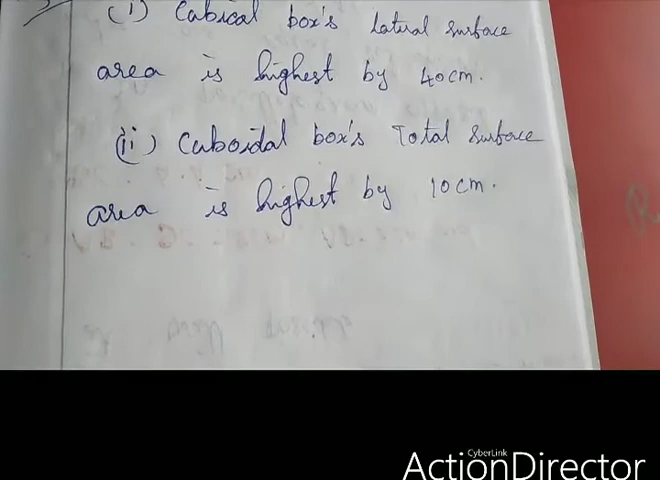 (i) Cubical box's Latual surface
area is highest by 40cm.
(ii) Cuboidal box's Total surface
area is highest by 10cm.
CyberLink
ActionDirector